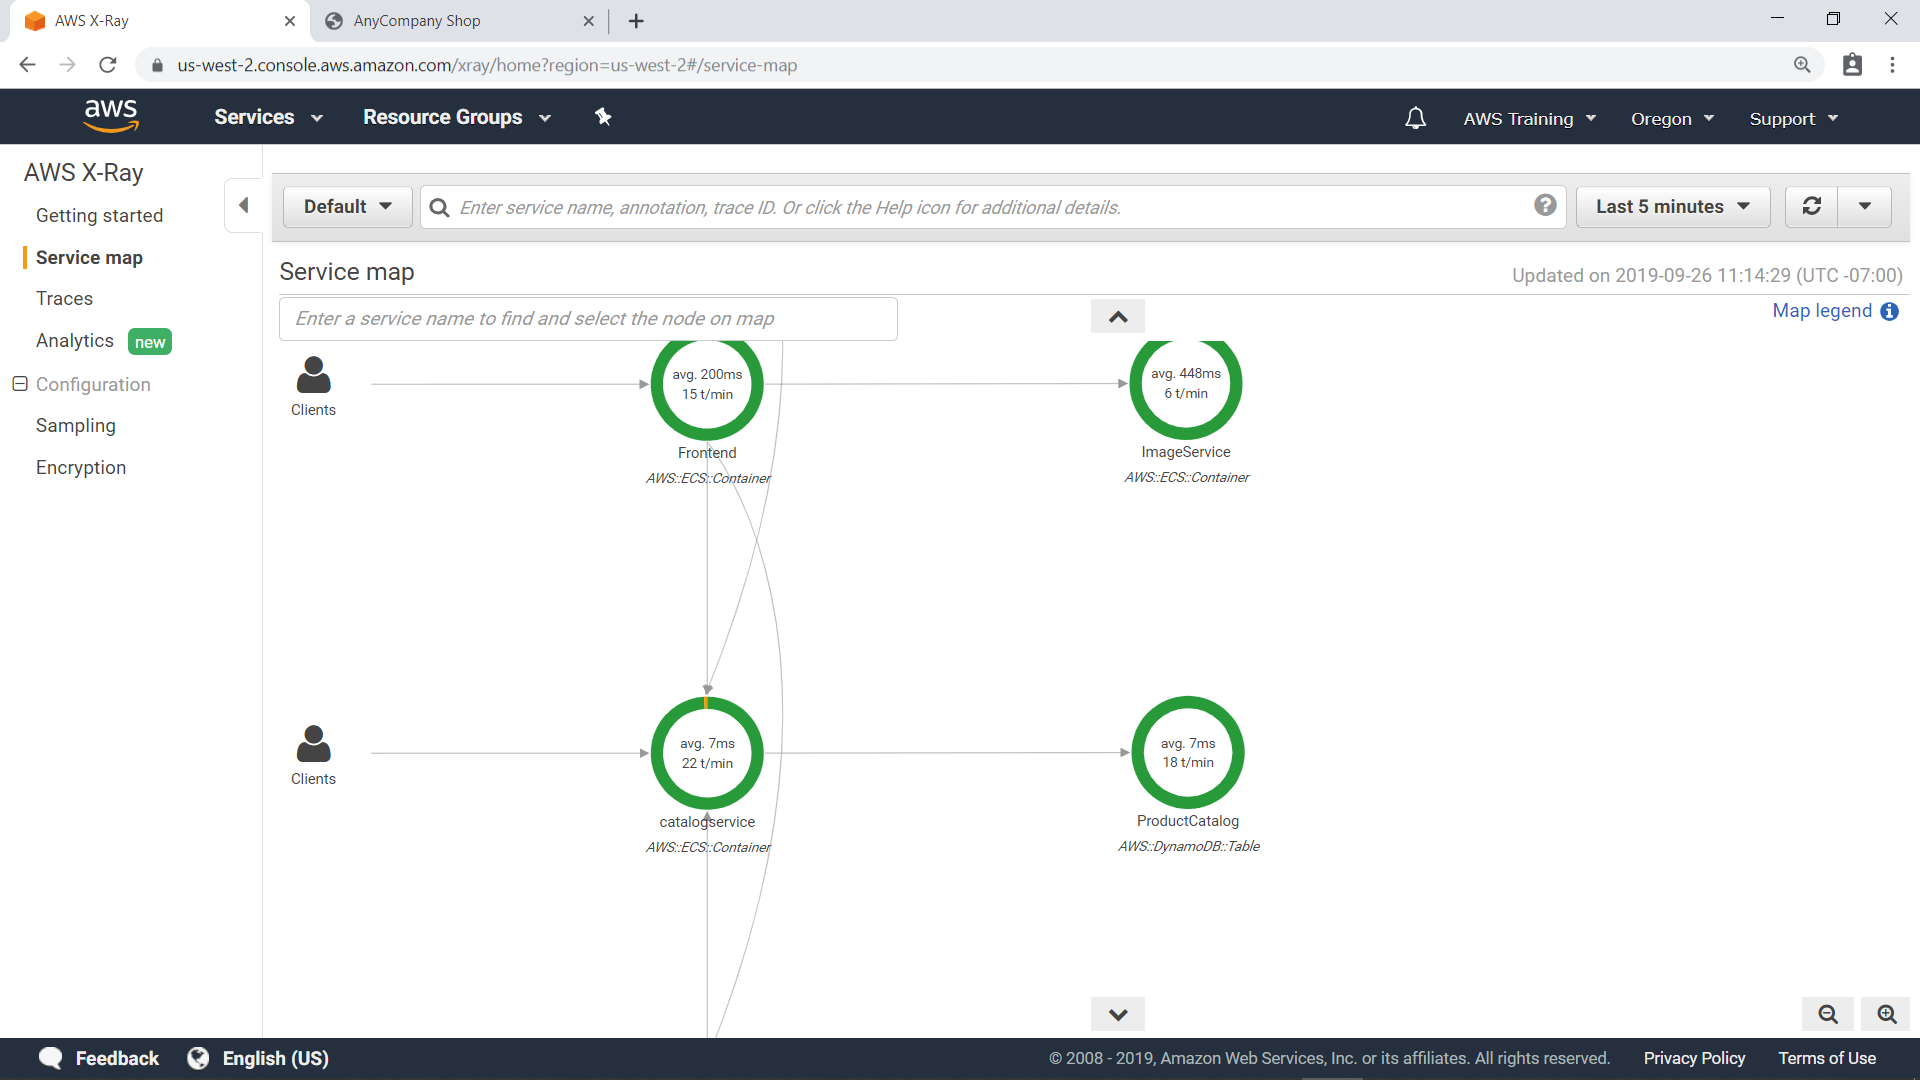 AWS X-Ray
AnyCompany Shop
us-west-2.console.aws.amazon.com/xray/home?region=us-west-2#/service-map
aws
Services
Resource Groups
AWS Training
Oregon
Support
AWS X-Ray
Getting started
Service map
Traces
Analytics new
Configuration
Sampling
Encryption
Default
Enter service name, annotation, trace ID. Or click the Help icon for additional details.
?
Last 5 minutes
Service map
Updated on 2019-09-26 11:14:29 (UTC -07:00)
Enter a service name to find and select the node on map
Map legend i
Clients
avg. 200ms
15 t/min
Frontend
AWS::ECS::Container
avg. 448ms
6 t/min
ImageService
AWS::ECS::Container
Clients
avg. 7ms
22 t/min
catalogservice
AWS::ECS::Container
avg. 7ms
18 t/min
ProductCatalog
AWS::DynamoDB::Table
Feedback
English (US)
© 2008 - 2019, Amazon Web Services, Inc. or its affiliates. All rights reserved.
Privacy Policy
Terms of Use